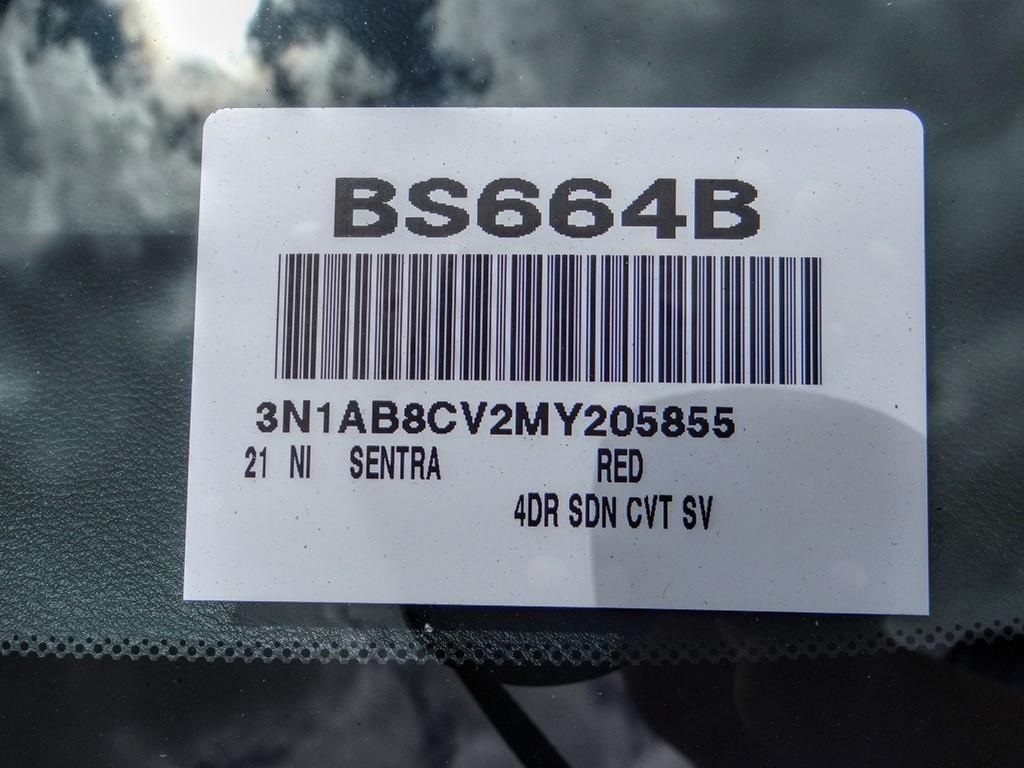 BS664B
3N1AB8CV2MY205855
21 NI SENTRA RED
4DR SDN CVT SV